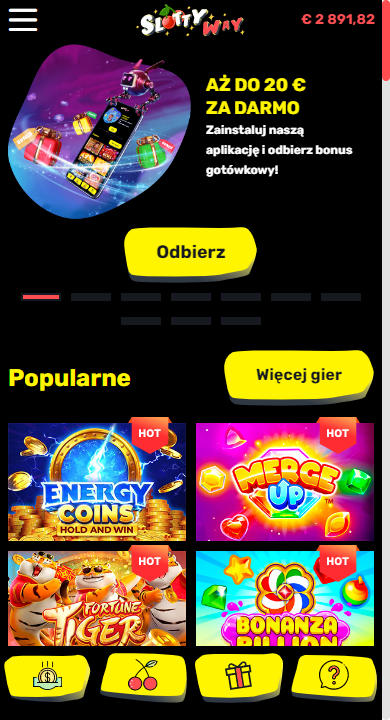 SLOTTY WAY
€ 2 891,82
AŻ DO 20 €
ZA DARMO
Zainstaluj naszą
aplikację i odbierz bonus
gotówkowy!
Odbierz
Więcej gier
Popularne
HOT
HOT
ENERGY
COINS
HOLD AND WIN
MERGE
UP™
HOT
HOT
FORTUNE
TIGER
BONANZA
BILLION